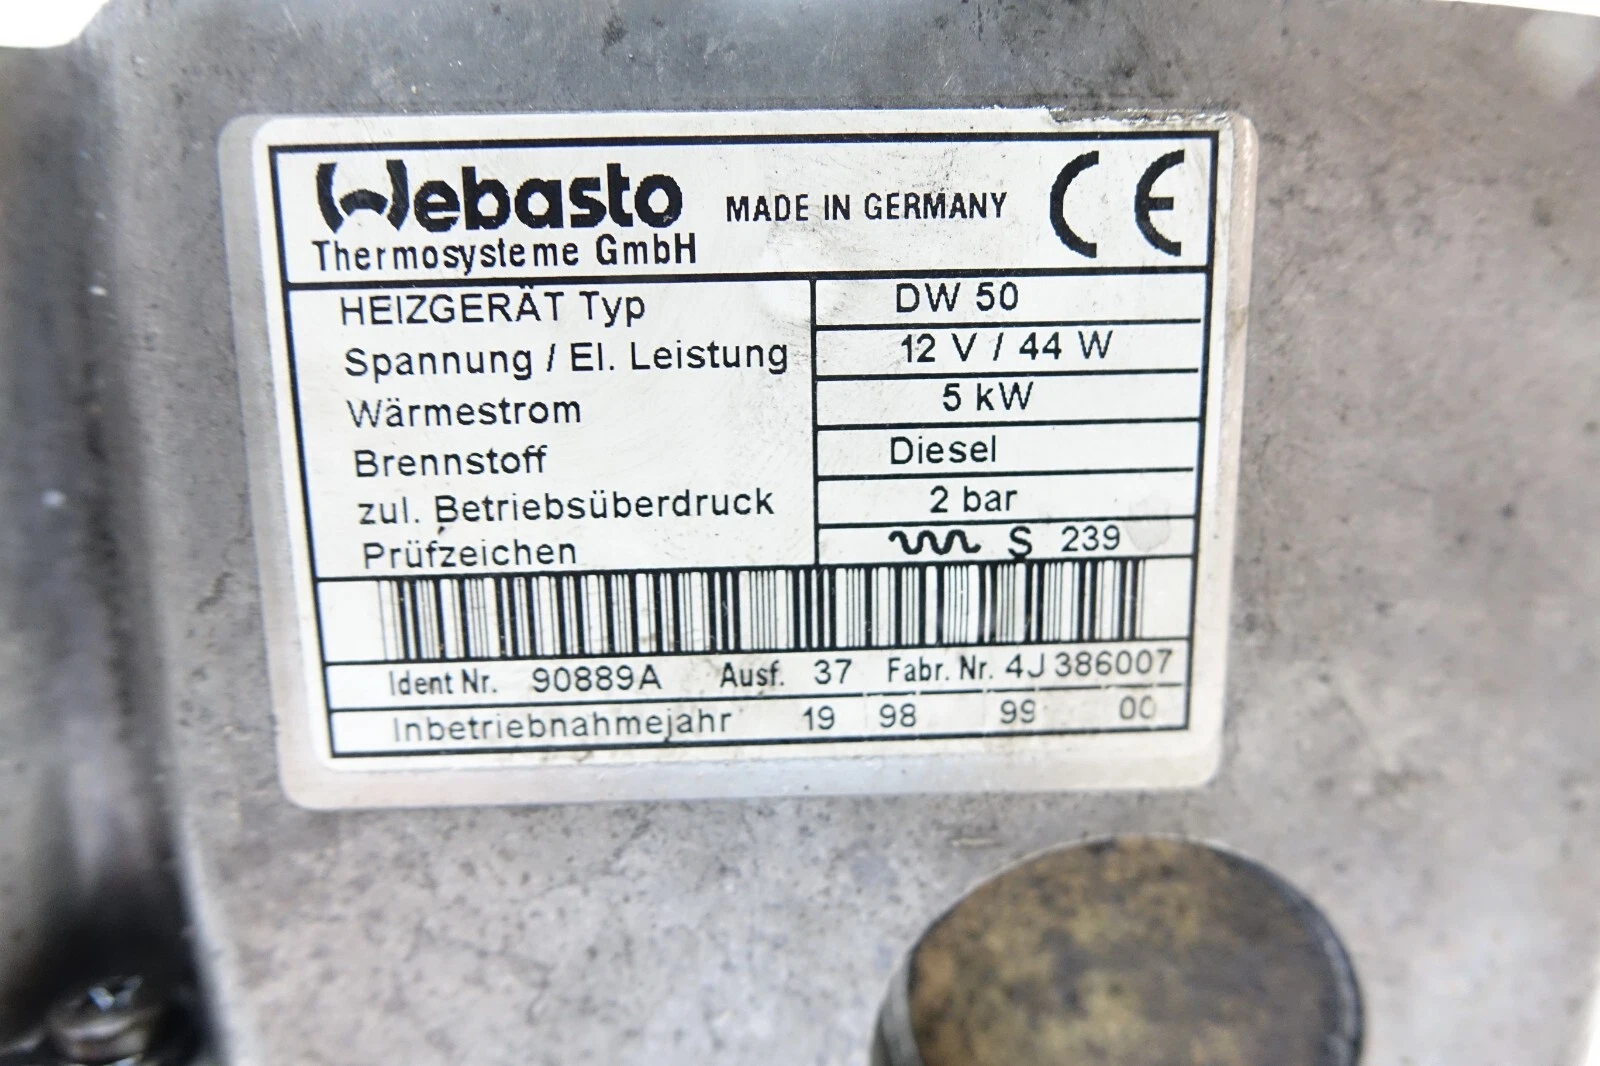 Webasto
Thermosysteme GmbH
MADE IN GERMANY
CE
HEIZGERÄT Typ DW 50
Spannung / El. Leistung 12 V / 44 W
Wärmestrom 5 kW
Brennstoff Diesel
zul. Betriebsüberdruck 2 bar
Prüfzeichen S 239
Ident Nr. 90889A Ausf. 37 Fabr. Nr. 4J386007
Inbetriebnahmejahr 19 98 99 00